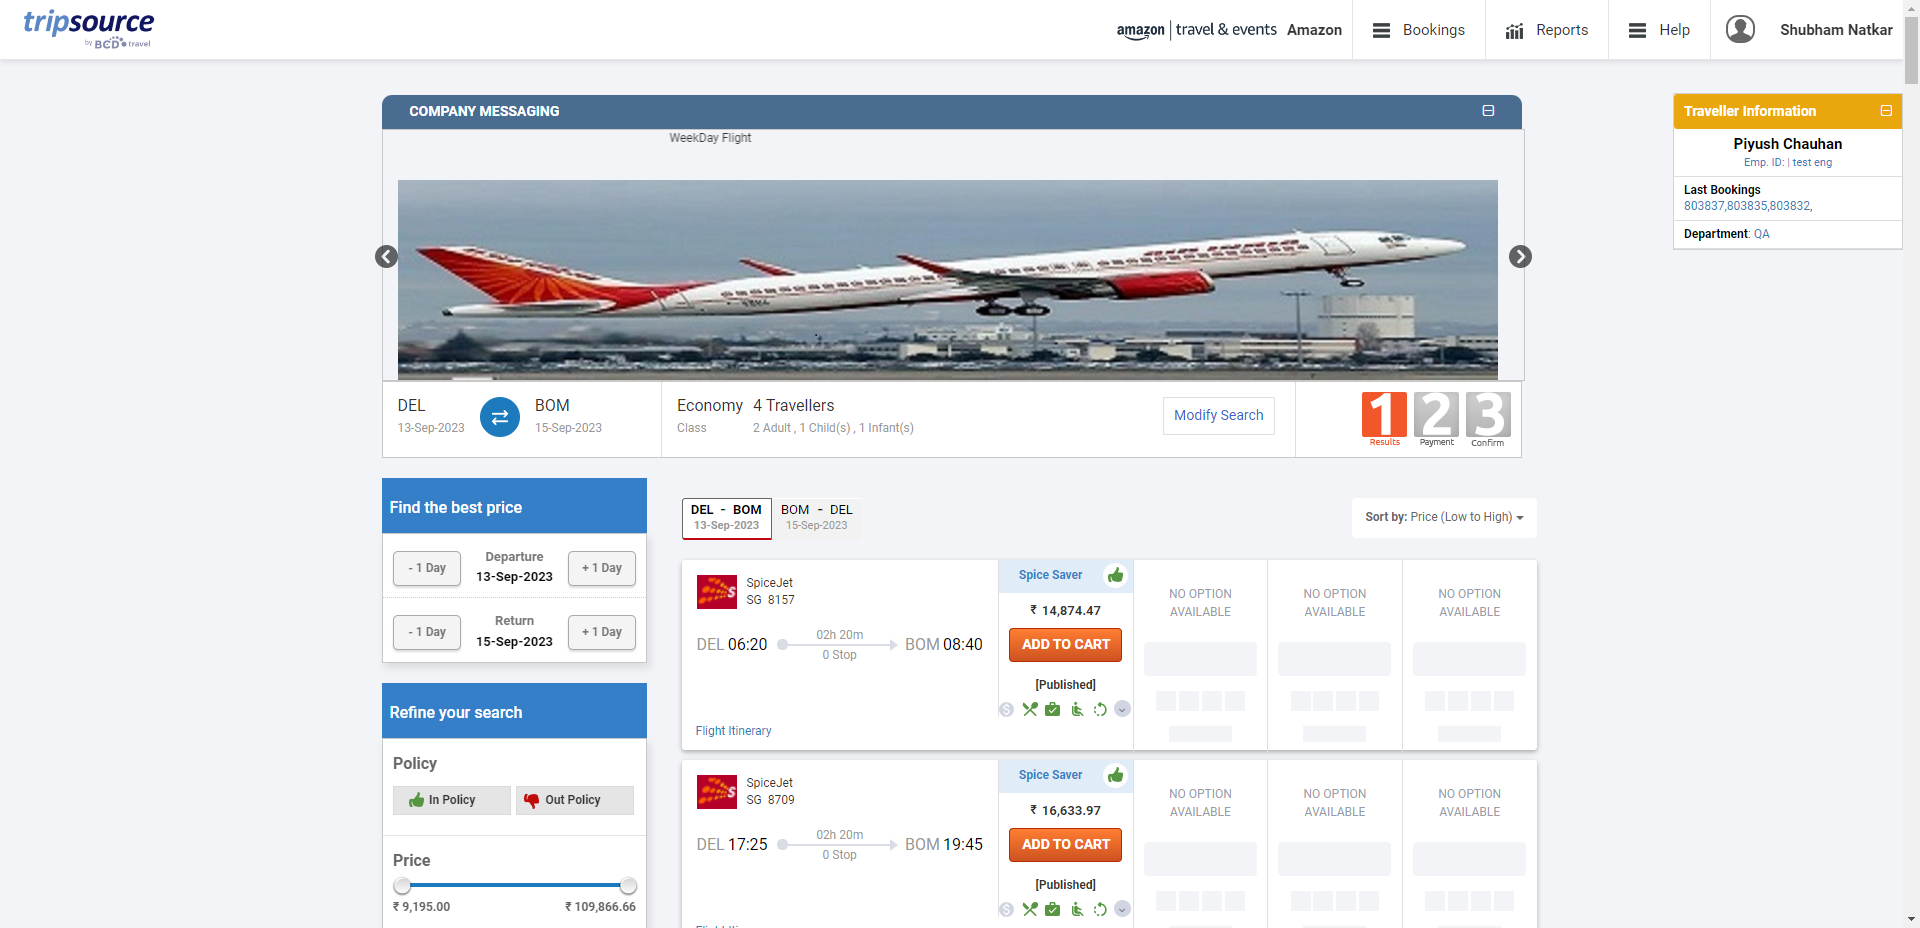 tripsource
by BCD travel
amazon | travel & events Amazon
Bookings
Reports
Help
Shubham Natkar
COMPANY MESSAGING
WeekDay Flight
Traveller Information
Piyush Chauhan
Emp. ID: | test eng
Last Bookings
803837,803835,803832,
Department: QA
DEL
13-Sep-2023
BOM
15-Sep-2023
Economy
Class
4 Travellers
2 Adult , 1 Child(s) , 1 Infant(s)
Modify Search
1
Results
2
Payment
3
Confirm
Find the best price
- 1 Day
Departure
13-Sep-2023
+ 1 Day
- 1 Day
Return
15-Sep-2023
+ 1 Day
Refine your search
Policy
In Policy
Out Policy
Price
₹ 9,195.00
₹ 109,866.66
DEL - BOM
13-Sep-2023
BOM - DEL
15-Sep-2023
Sort by: Price (Low to High)
SpiceJet
SG 8157
DEL 06:20
02h 20m
0 Stop
BOM 08:40
Flight Itinerary
Spice Saver
₹ 14,874.47
ADD TO CART
[Published]
NO OPTION
AVAILABLE
NO OPTION
AVAILABLE
NO OPTION
AVAILABLE
SpiceJet
SG 8709
DEL 17:25
02h 20m
0 Stop
BOM 19:45
Spice Saver
₹ 16,633.97
ADD TO CART
[Published]
NO OPTION
AVAILABLE
NO OPTION
AVAILABLE
NO OPTION
AVAILABLE